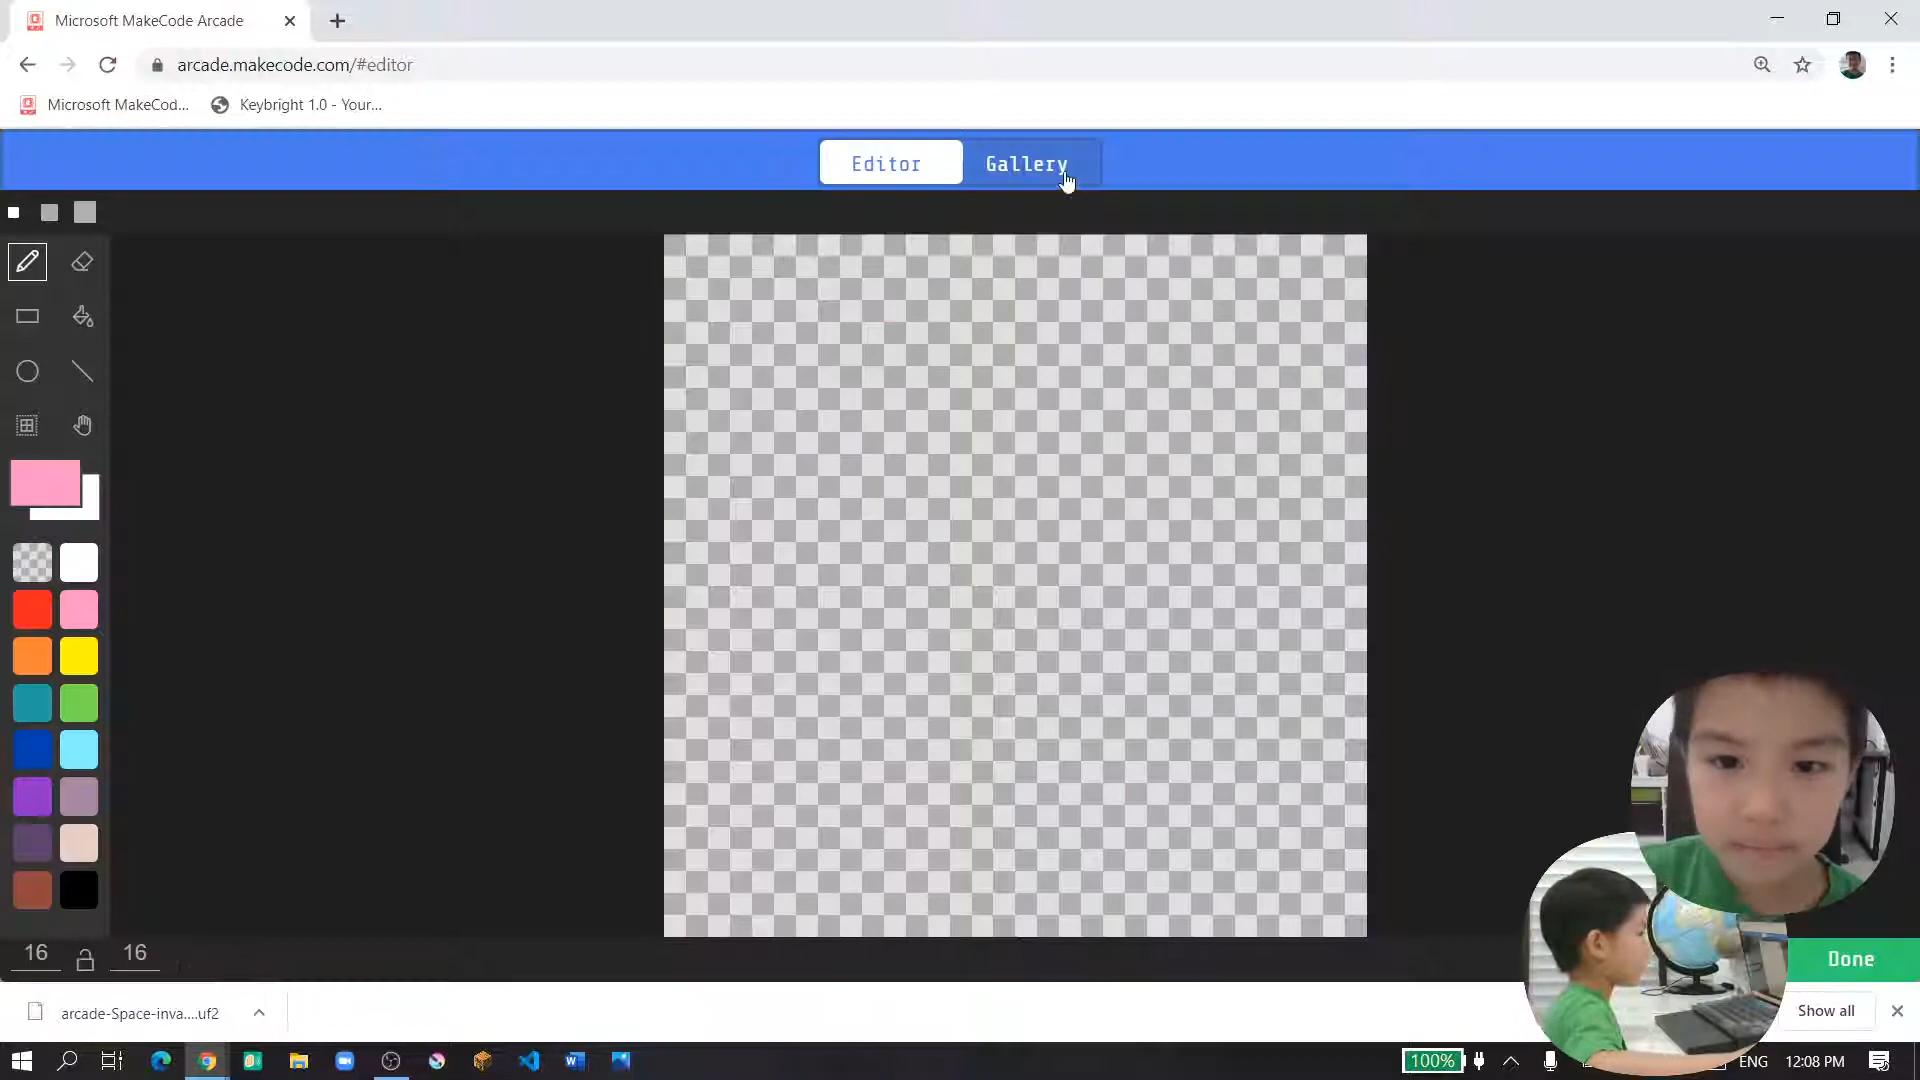 Microsoft MakeCode Arcade
arcade.makecode.com/#editor
Microsoft MakeCod...
Keybright 1.0 - Your...
Editor
Gallery
16
16
Done
arcade-Space-inva....uf2
Show all
100%
ENG
12:08 PM